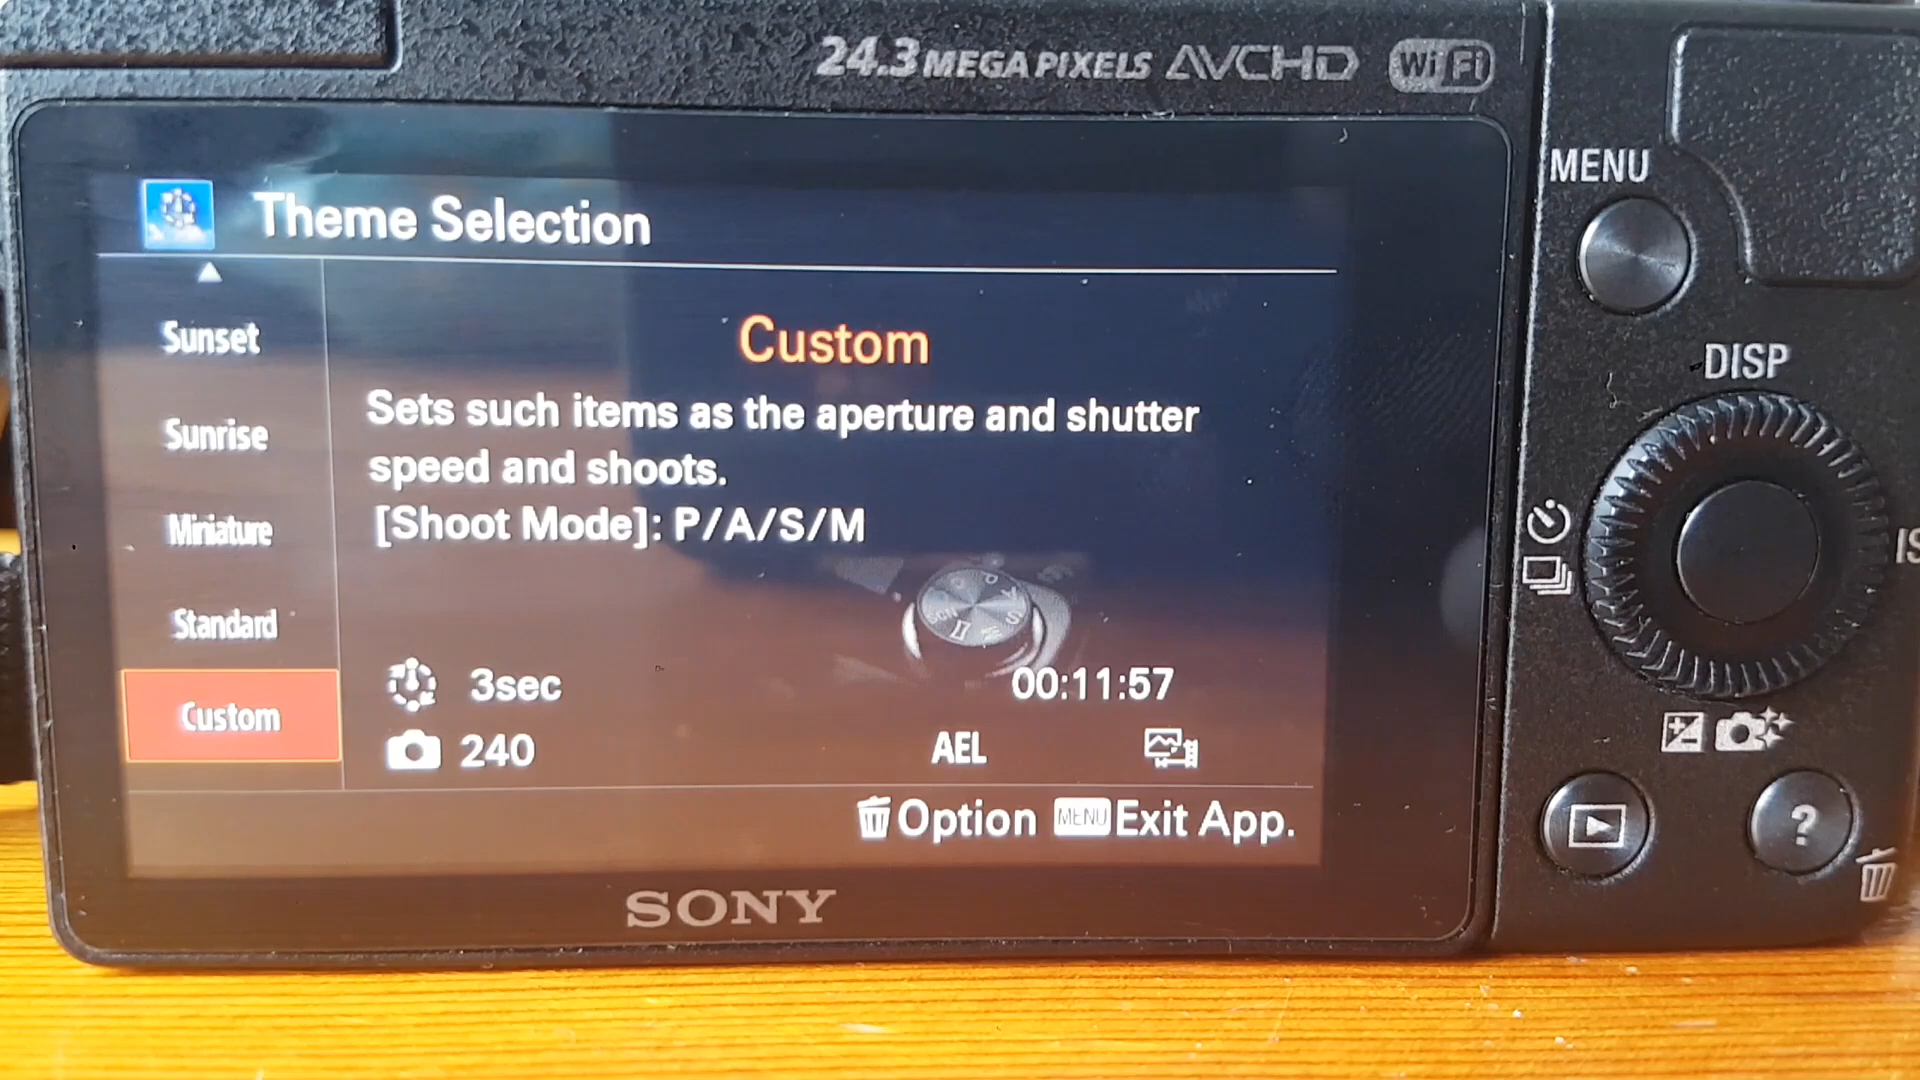 24.3 MEGA PIXELS AVCHD Wi Fi
MENU
Theme Selection
DISP
Sunset
Sunrise
Miniature
Standard
Custom
Custom
Sets such items as the aperture and shutter
speed and shoots.
[Shoot Mode]: P/A/S/M
3sec
00:11:57
240
AEL
Option MENU Exit App.
IS
?
SONY